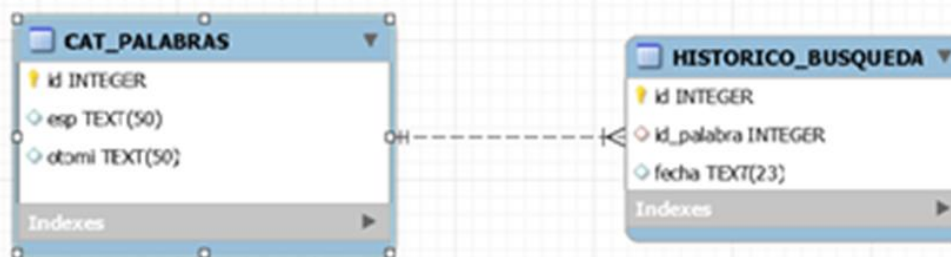 CAT_PALABRAS
id INTEGER
esp TEXT(50)
otomi TEXT(50)
Indexes
HISTORICO_BUSQUEDA
id INTEGER
id_palabra INTEGER
fecha TEXT(23)
Indexes